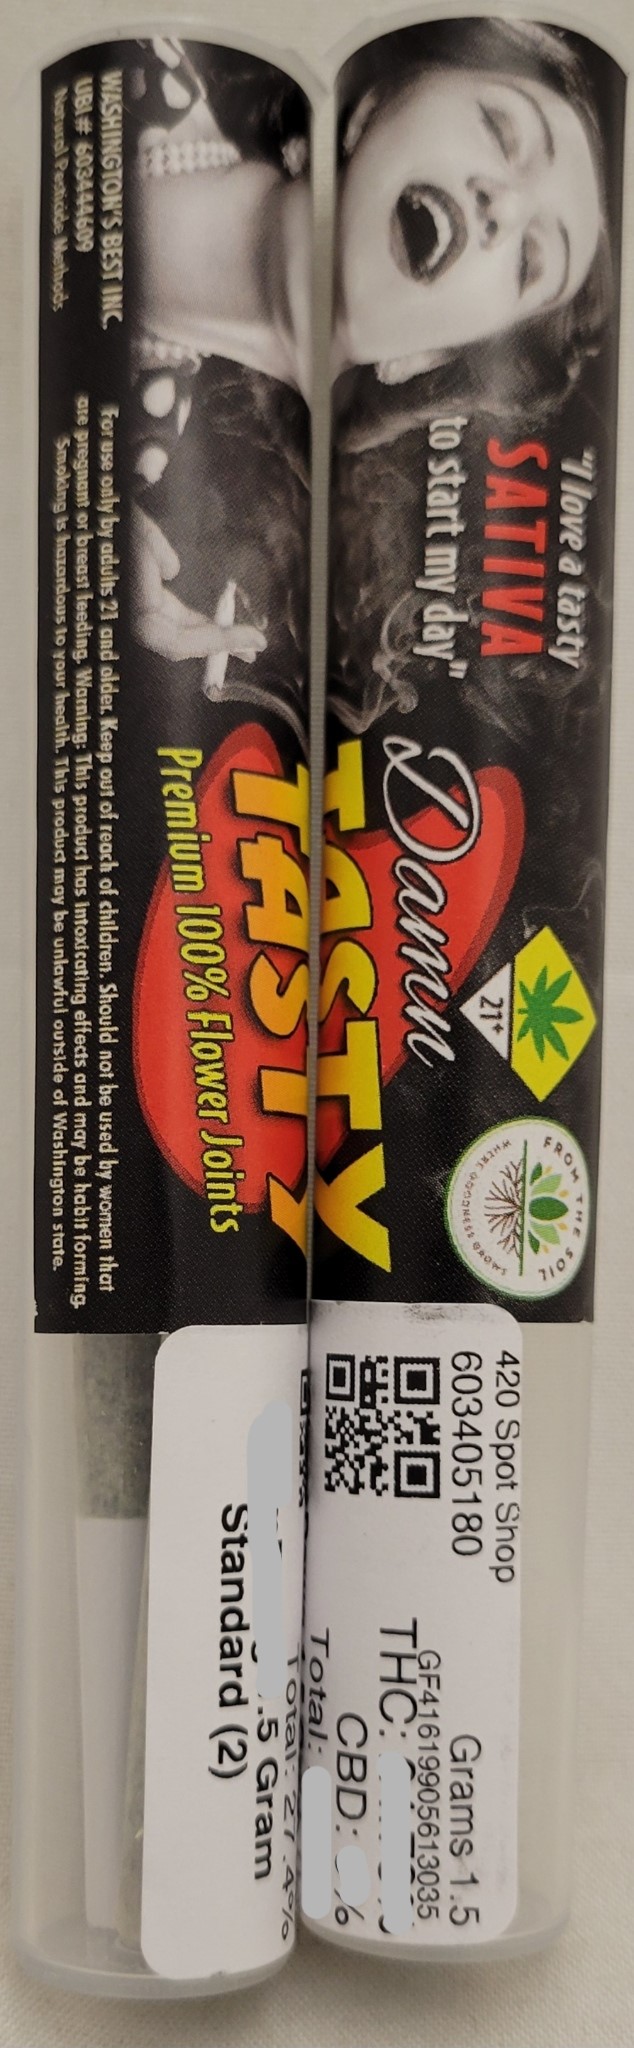 "I love a tasty
SATIVA
to start my day"
Damn
TASTY
21+
FROM THE SOIL
WHERE GOODNESS GROWS
420 Spot Shop
603405180
Grams 1.5
GF41619905613035
THC:
CBD: %
Total:
WASHINGTON'S BEST INC
UBI # 603444609
Natural Pesticide Methods
TASTY
Premium 100% Flower Joints
For use only by adults 21 and older. Keep out of reach of children. Should not be used by women that
are pregnant or breast feeding. Warning: This product has intoxicating effects and may be habit forming.
Smoking is hazardous to your health. This product may be unlawful outside of Washington state.
Total: 27.4%
.5 Gram
Standard (2)